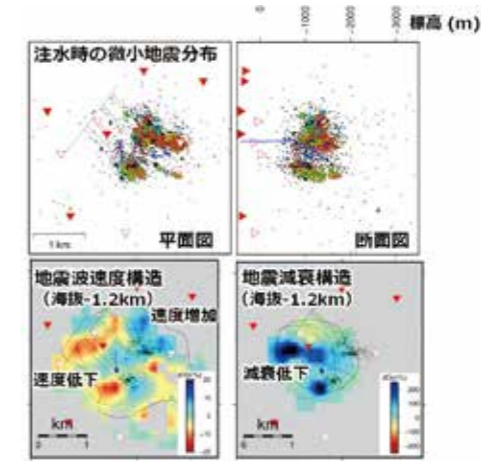 0 -1000 -2000 -3000 標高 (m)
注水時の微小地震分布
1 km
平面図
断面図
地震波速度構造
(海抜-1.2km)
速度増加
速度低下
km
0 1
地震減衰構造
(海抜-1.2km)
減衰低下
km
0 1